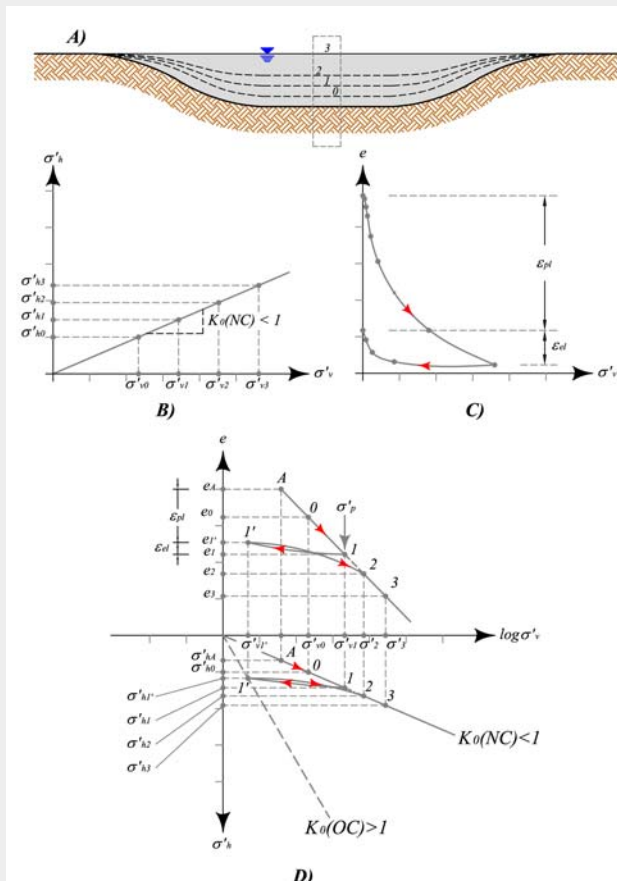 A)
3
2
1
0
σ'h
σ'h3
σ'h2
σ'h1
σ'h0
K0(NC) < 1
σ'v0 σ'v1 σ'v2 σ'v3
σ'v
B)
e
εpl
εel
σ'v
C)
e
A
eA
εpl
e0
0
σ'p
e1'
1'
εel
e1
1
e2
2
e3
3
σ'v1' σ'v0 σ'v1 σ'2 σ'3
logσ'v
σ'hA
A
σ'h0
0
σ'h1'
1'
1
σ'h1
2
3
σ'h2
σ'h3
K0(NC)<1
K0(OC)>1
σ'h
D)